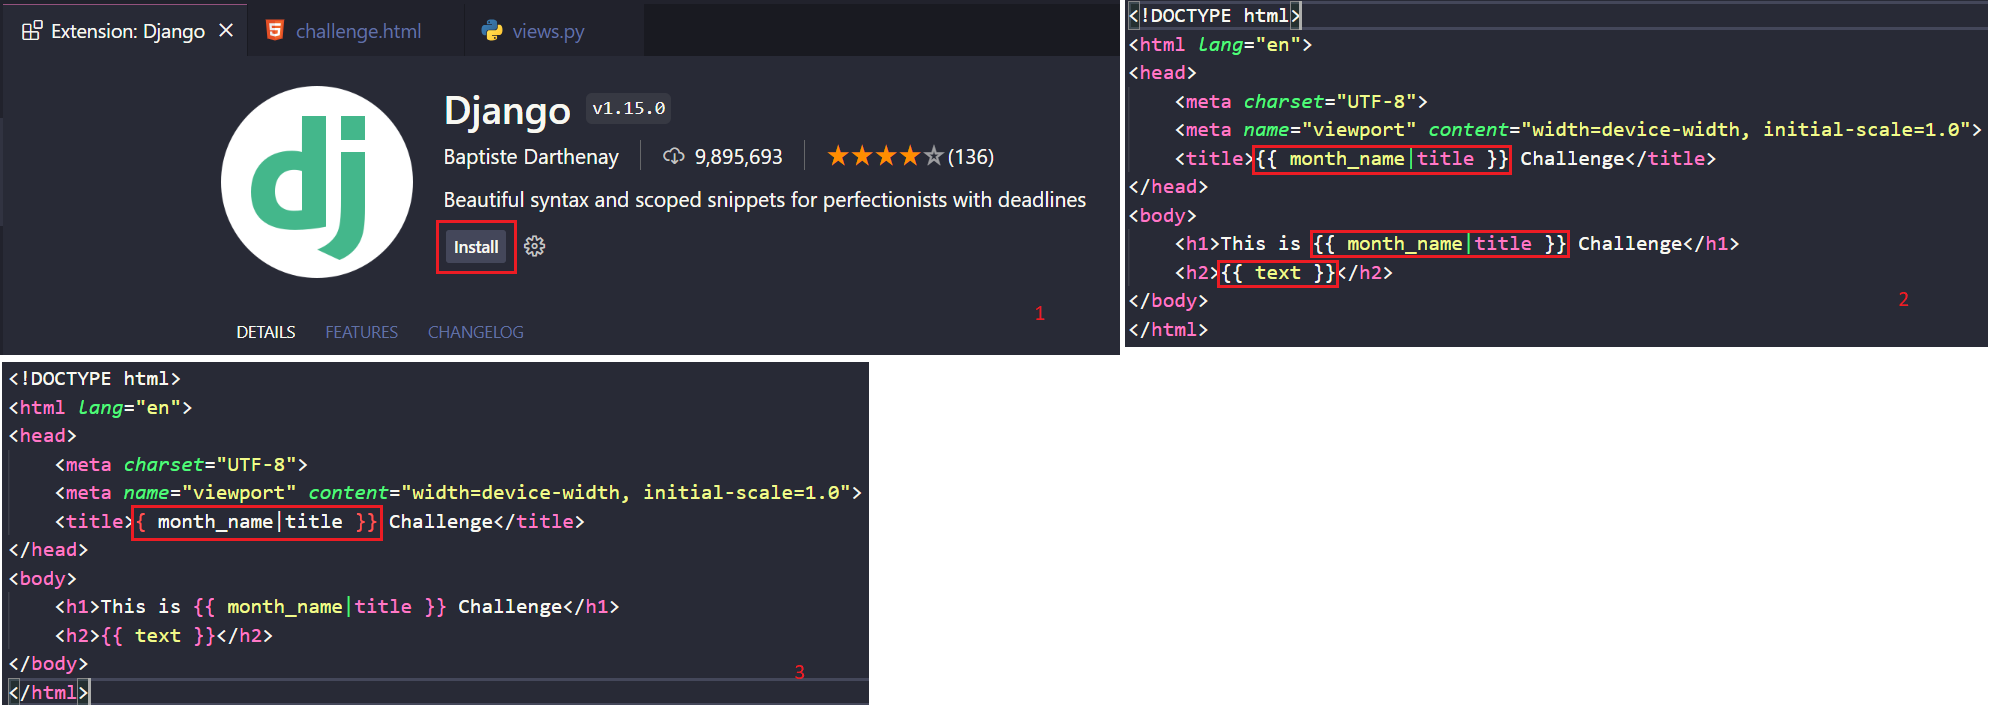 Extension: Django
challenge.html
views.py
dj
Django v1.15.0
Baptiste Darthenay 9,895,693 (136)
Beautiful syntax and scoped snippets for perfectionists with deadlines
Install
1
DETAILS FEATURES CHANGELOG
<!DOCTYPE html>
<html lang="en">
<head>
    <meta charset="UTF-8">
    <meta name="viewport" content="width=device-width, initial-scale=1.0">
    <title>{{ month_name|title }} Challenge</title>
</head>
<body>
    <h1>This is {{ month_name|title }} Challenge</h1>
    <h2>{{ text }}</h2>
</body>
2
</html>
<!DOCTYPE html>
<html lang="en">
<head>
    <meta charset="UTF-8">
    <meta name="viewport" content="width=device-width, initial-scale=1.0">
    <title>{ month_name|title }} Challenge</title>
</head>
<body>
    <h1>This is {{ month_name|title }} Challenge</h1>
    <h2>{{ text }}</h2>
</body>
3
</html>